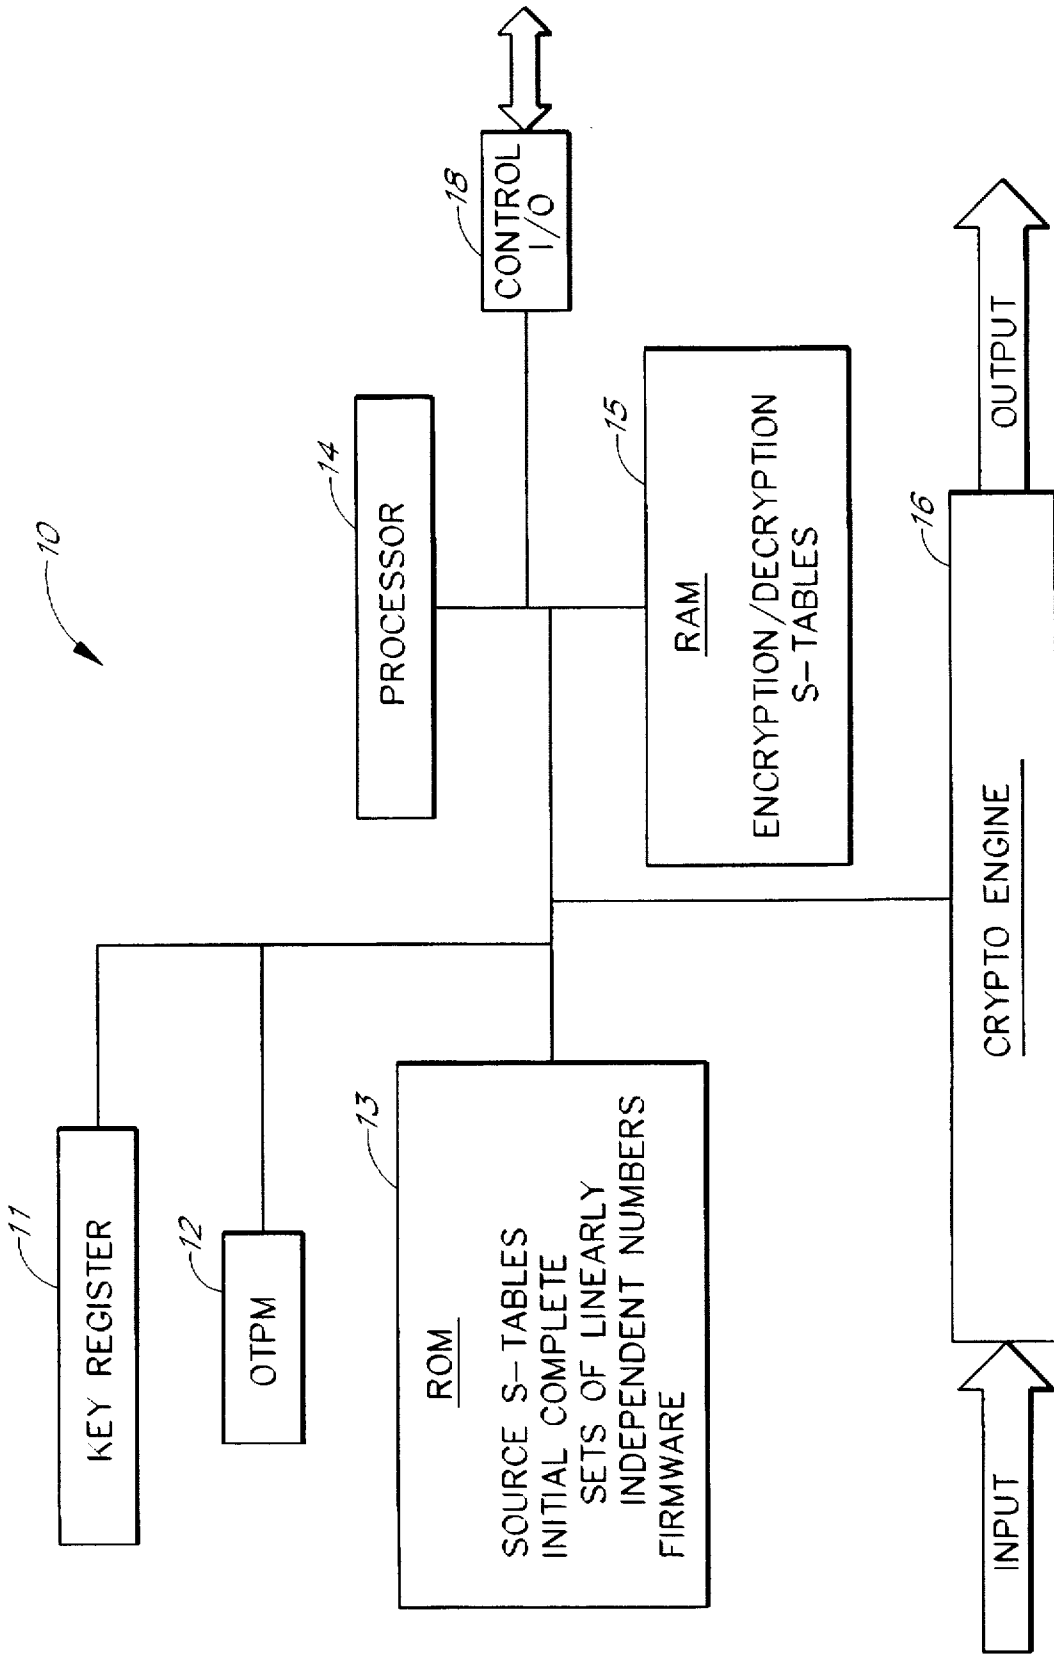 10
11
KEY REGISTER
12
OTPM
13
ROM
SOURCE S-TABLES
INITIAL COMPLETE
SETS OF LINEARLY
INDEPENDENT NUMBERS
FIRMWARE
14
PROCESSOR
18
CONTROL
I/O
15
RAM
ENCRYPTION/DECRYPTION
S-TABLES
16
CRYPTO ENGINE
INPUT
OUTPUT